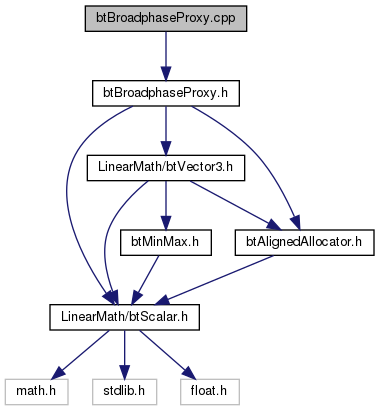 btBroadphaseProxy.cpp
btBroadphaseProxy.h
LinearMath/btVector3.h
btMinMax.h
btAlignedAllocator.h
LinearMath/btScalar.h
math.h
stdlib.h
float.h